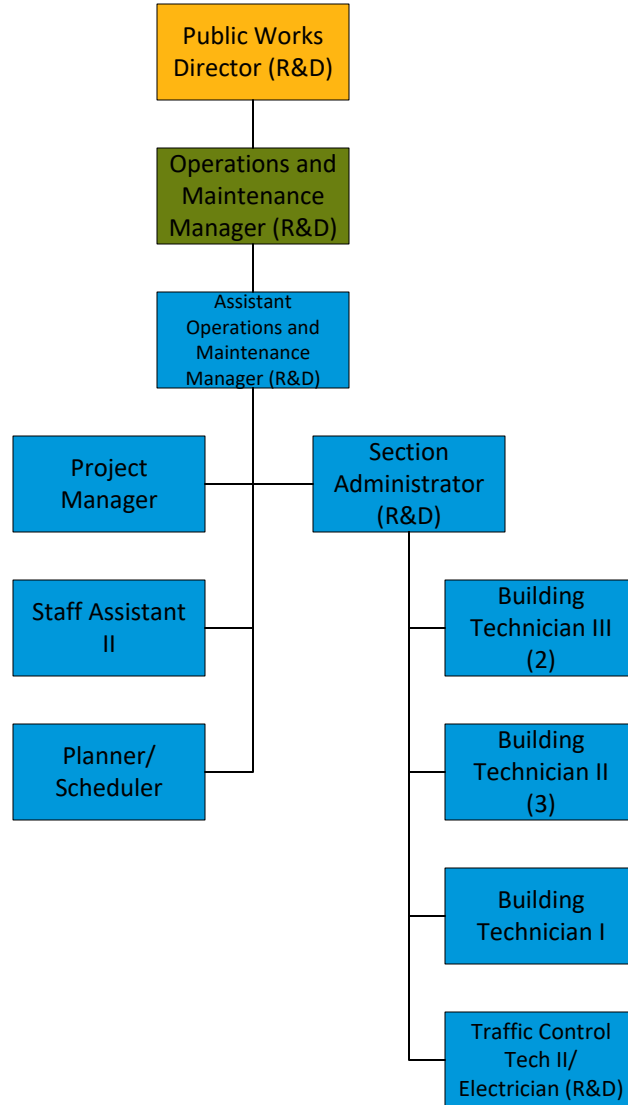 Public Works
Director (R&D)
Operations and
Maintenance
Manager (R&D)
Assistant
Operations and
Maintenance
Manager (R&D)
Project
Manager
Section
Administrator
(R&D)
Staff Assistant
II
Building
Technician III
(2)
Planner/
Scheduler
Building
Technician II
(3)
Building
Technician I
Traffic Control
Tech II/
Electrician (R&D)